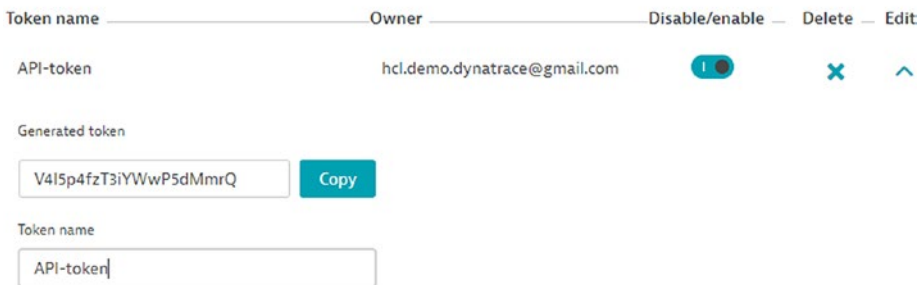 Token name Owner Disable/enable Delete Edit
API-token hcl.demo.dynatrace@gmail.com
Generated token
V4I5p4fzT3iYWwP5dMmrQ Copy
Token name
API-token